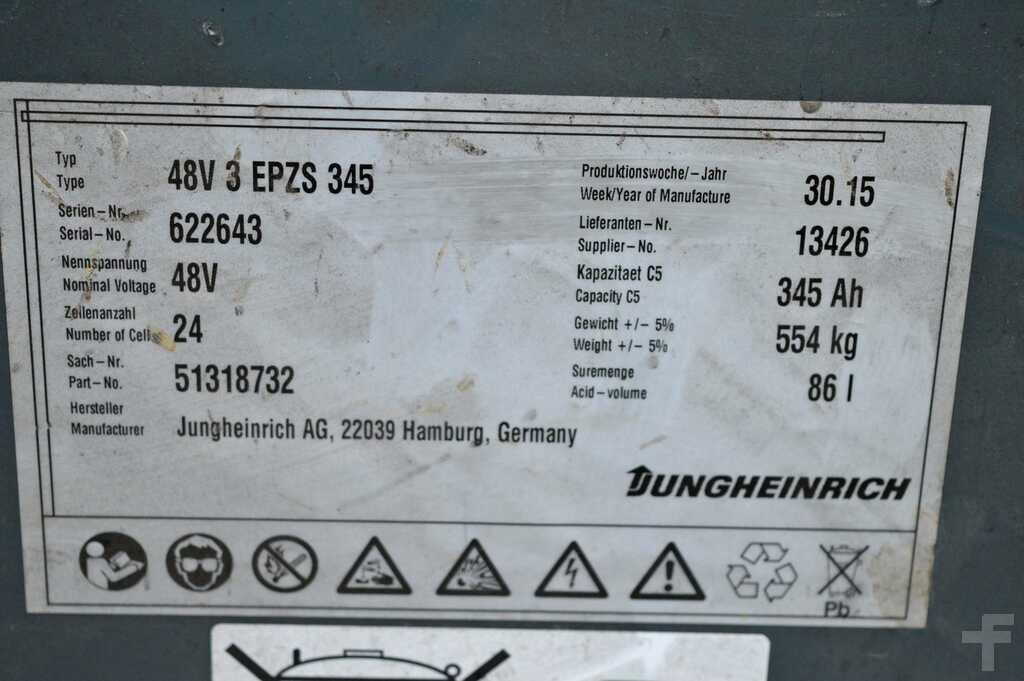 Typ
Type 48V 3 EPZS 345
Serien-Nr.
Serial-No. 622643
Nennspannung
Nominal Voltage 48V
Zellenanzahl
Number of Cells 24
Sach-Nr.
Part-No. 51318732
Hersteller
Manufacturer Jungheinrich AG, 22039 Hamburg, Germany
Produktionswoche/-Jahr
Week/Year of Manufacture 30.15
Lieferanten-Nr.
Supplier-No. 13426
Kapazitaet C5
Capacity C5 345 Ah
Gewicht +/- 5%
Weight +/- 5% 554 kg
Suremenge
Acid-volume 86 l
JUNGHEINRICH
Pb